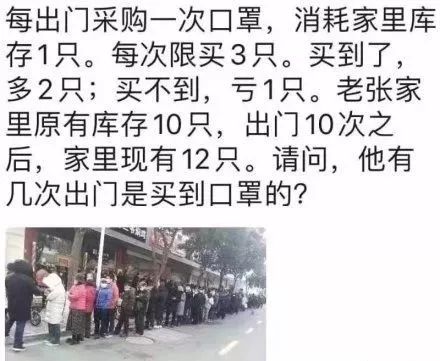 每出门采购一次口罩，消耗家里库
存1只。每次限买3只。买到了，
多2只；买不到，亏1只。老张家
里原有库存10只，出门10次之
后，家里现有12只。请问，他有
几次出门是买到口罩的?